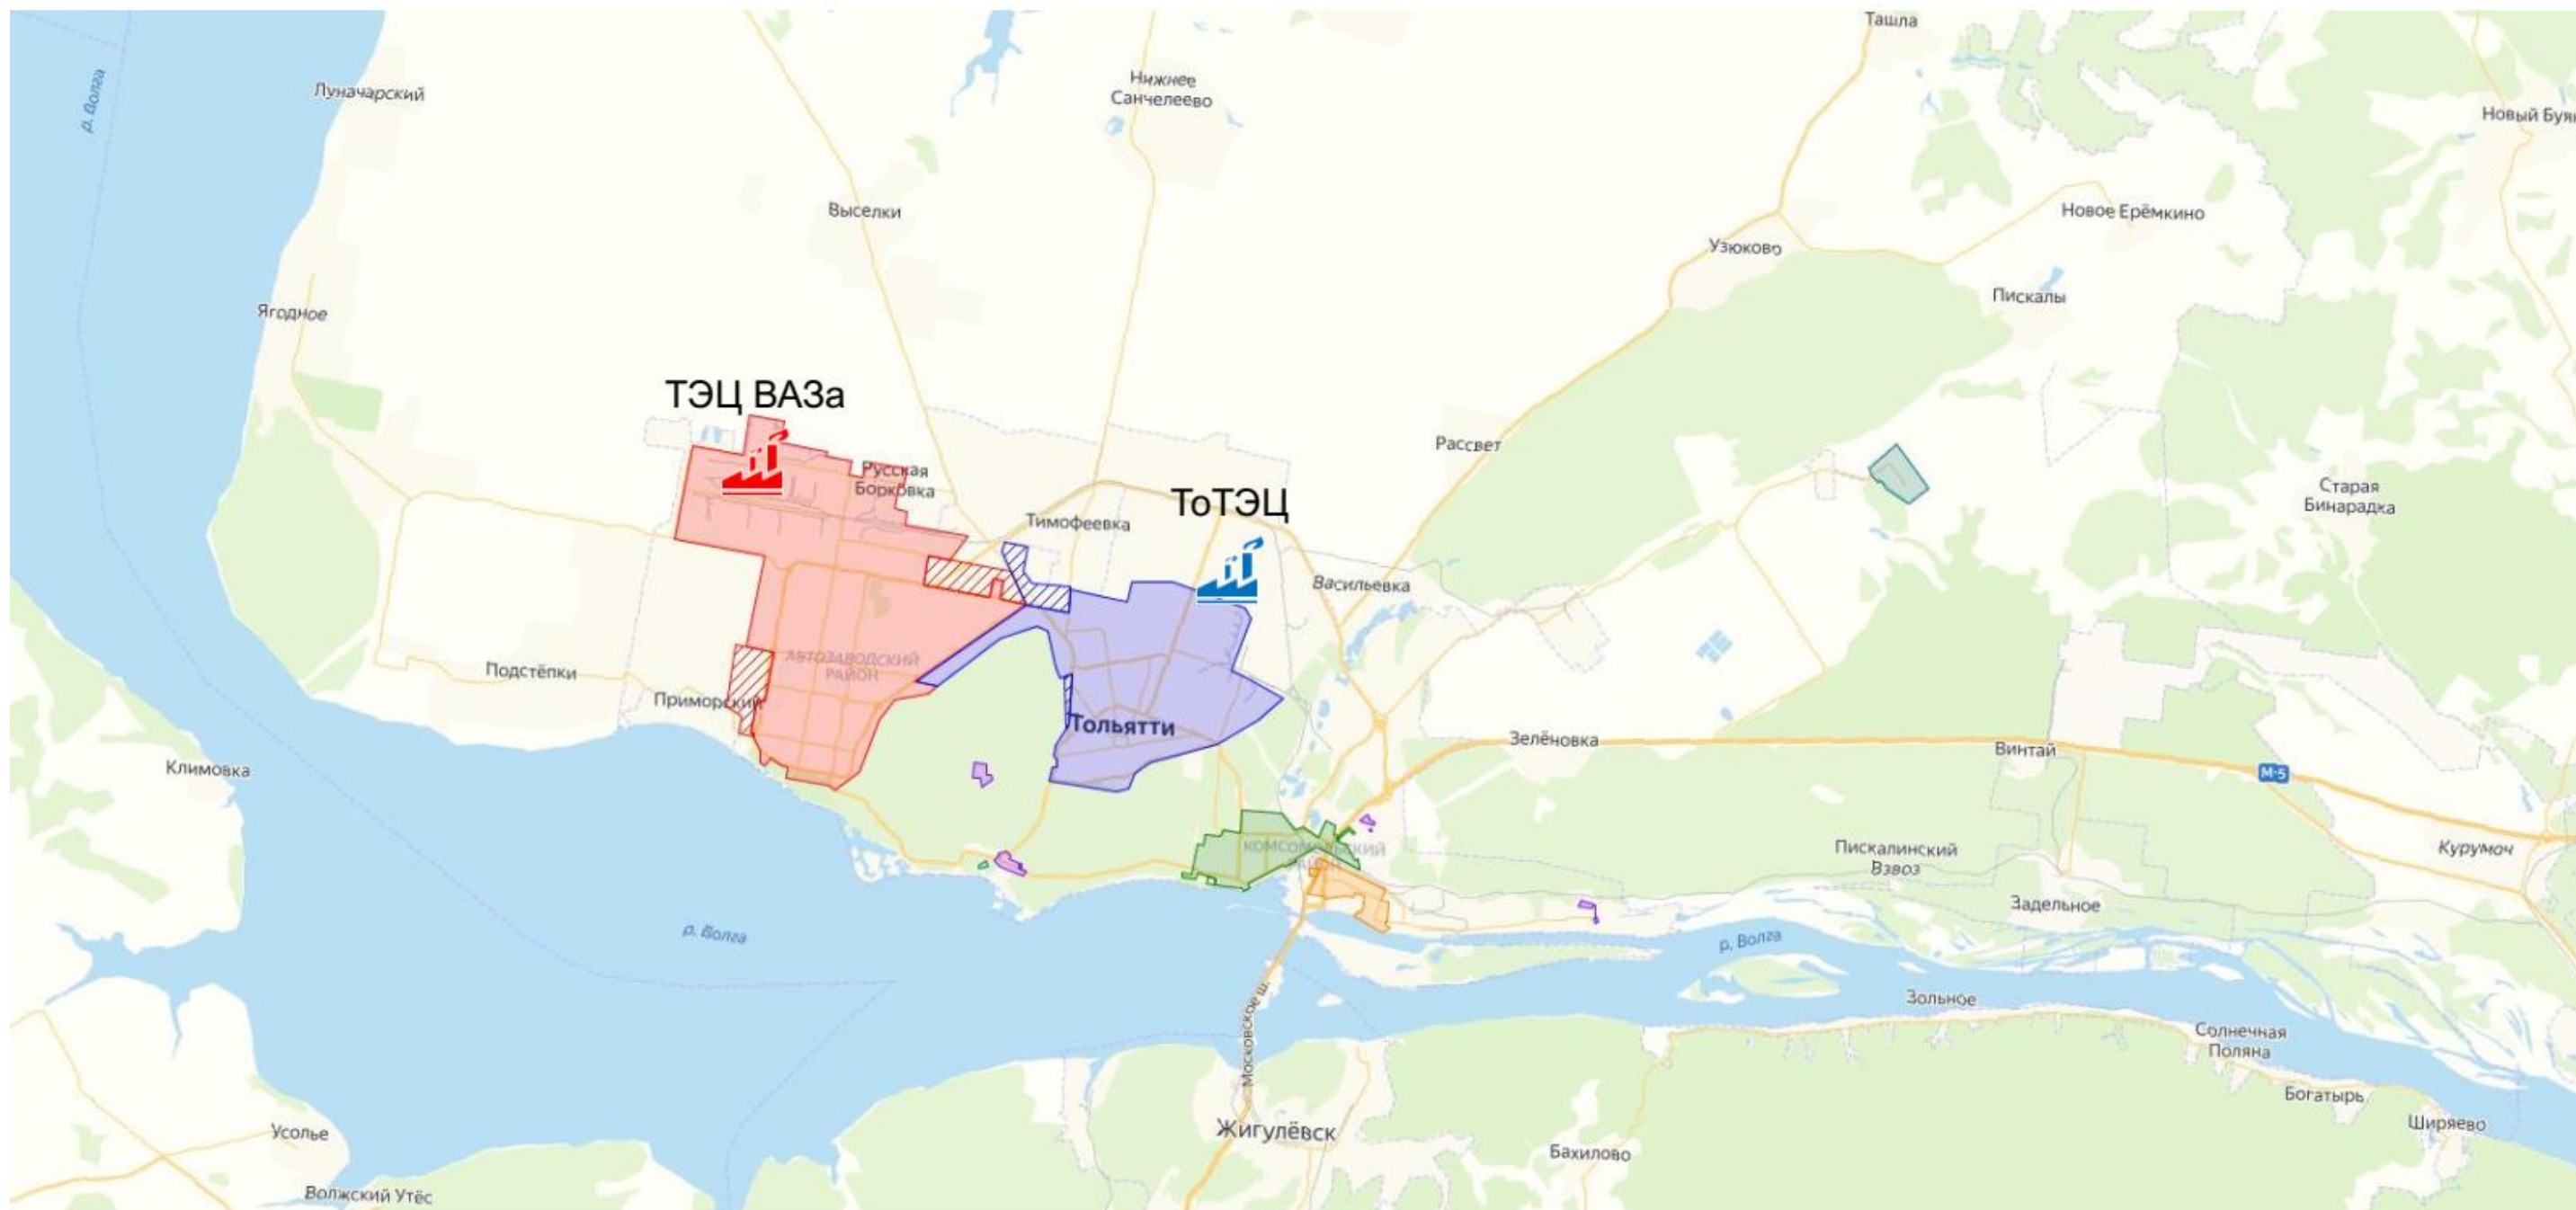 Ташла
р. Волга
Луначарский
Нижнее
Санчелеево
Новый Буян
Выселки
Новое Ерёмкино
Узюково
Пискалы
Ягодное
ТЭЦ ВАЗа
Рассвет
Русская
Борковка
Старая
Бинарадка
ТоТЭЦ
Тимофеевка
Васильевка
АВТОЗАВОДСКИЙ
РАЙОН
Подстёпки
Приморский
Тольятти
Зелёновка
Винтай
Климовка
М-5
КОМСОМОЛЬСКИЙ
РАЙОН
Пискалинский
Взвоз
Курумоч
Задельное
р. Волга
р. Волга
Зольное
Московское ш.
Солнечная
Поляна
Богатырь
Ширяево
Усолье
Жигулёвск
Бахилово
Волжский Утёс